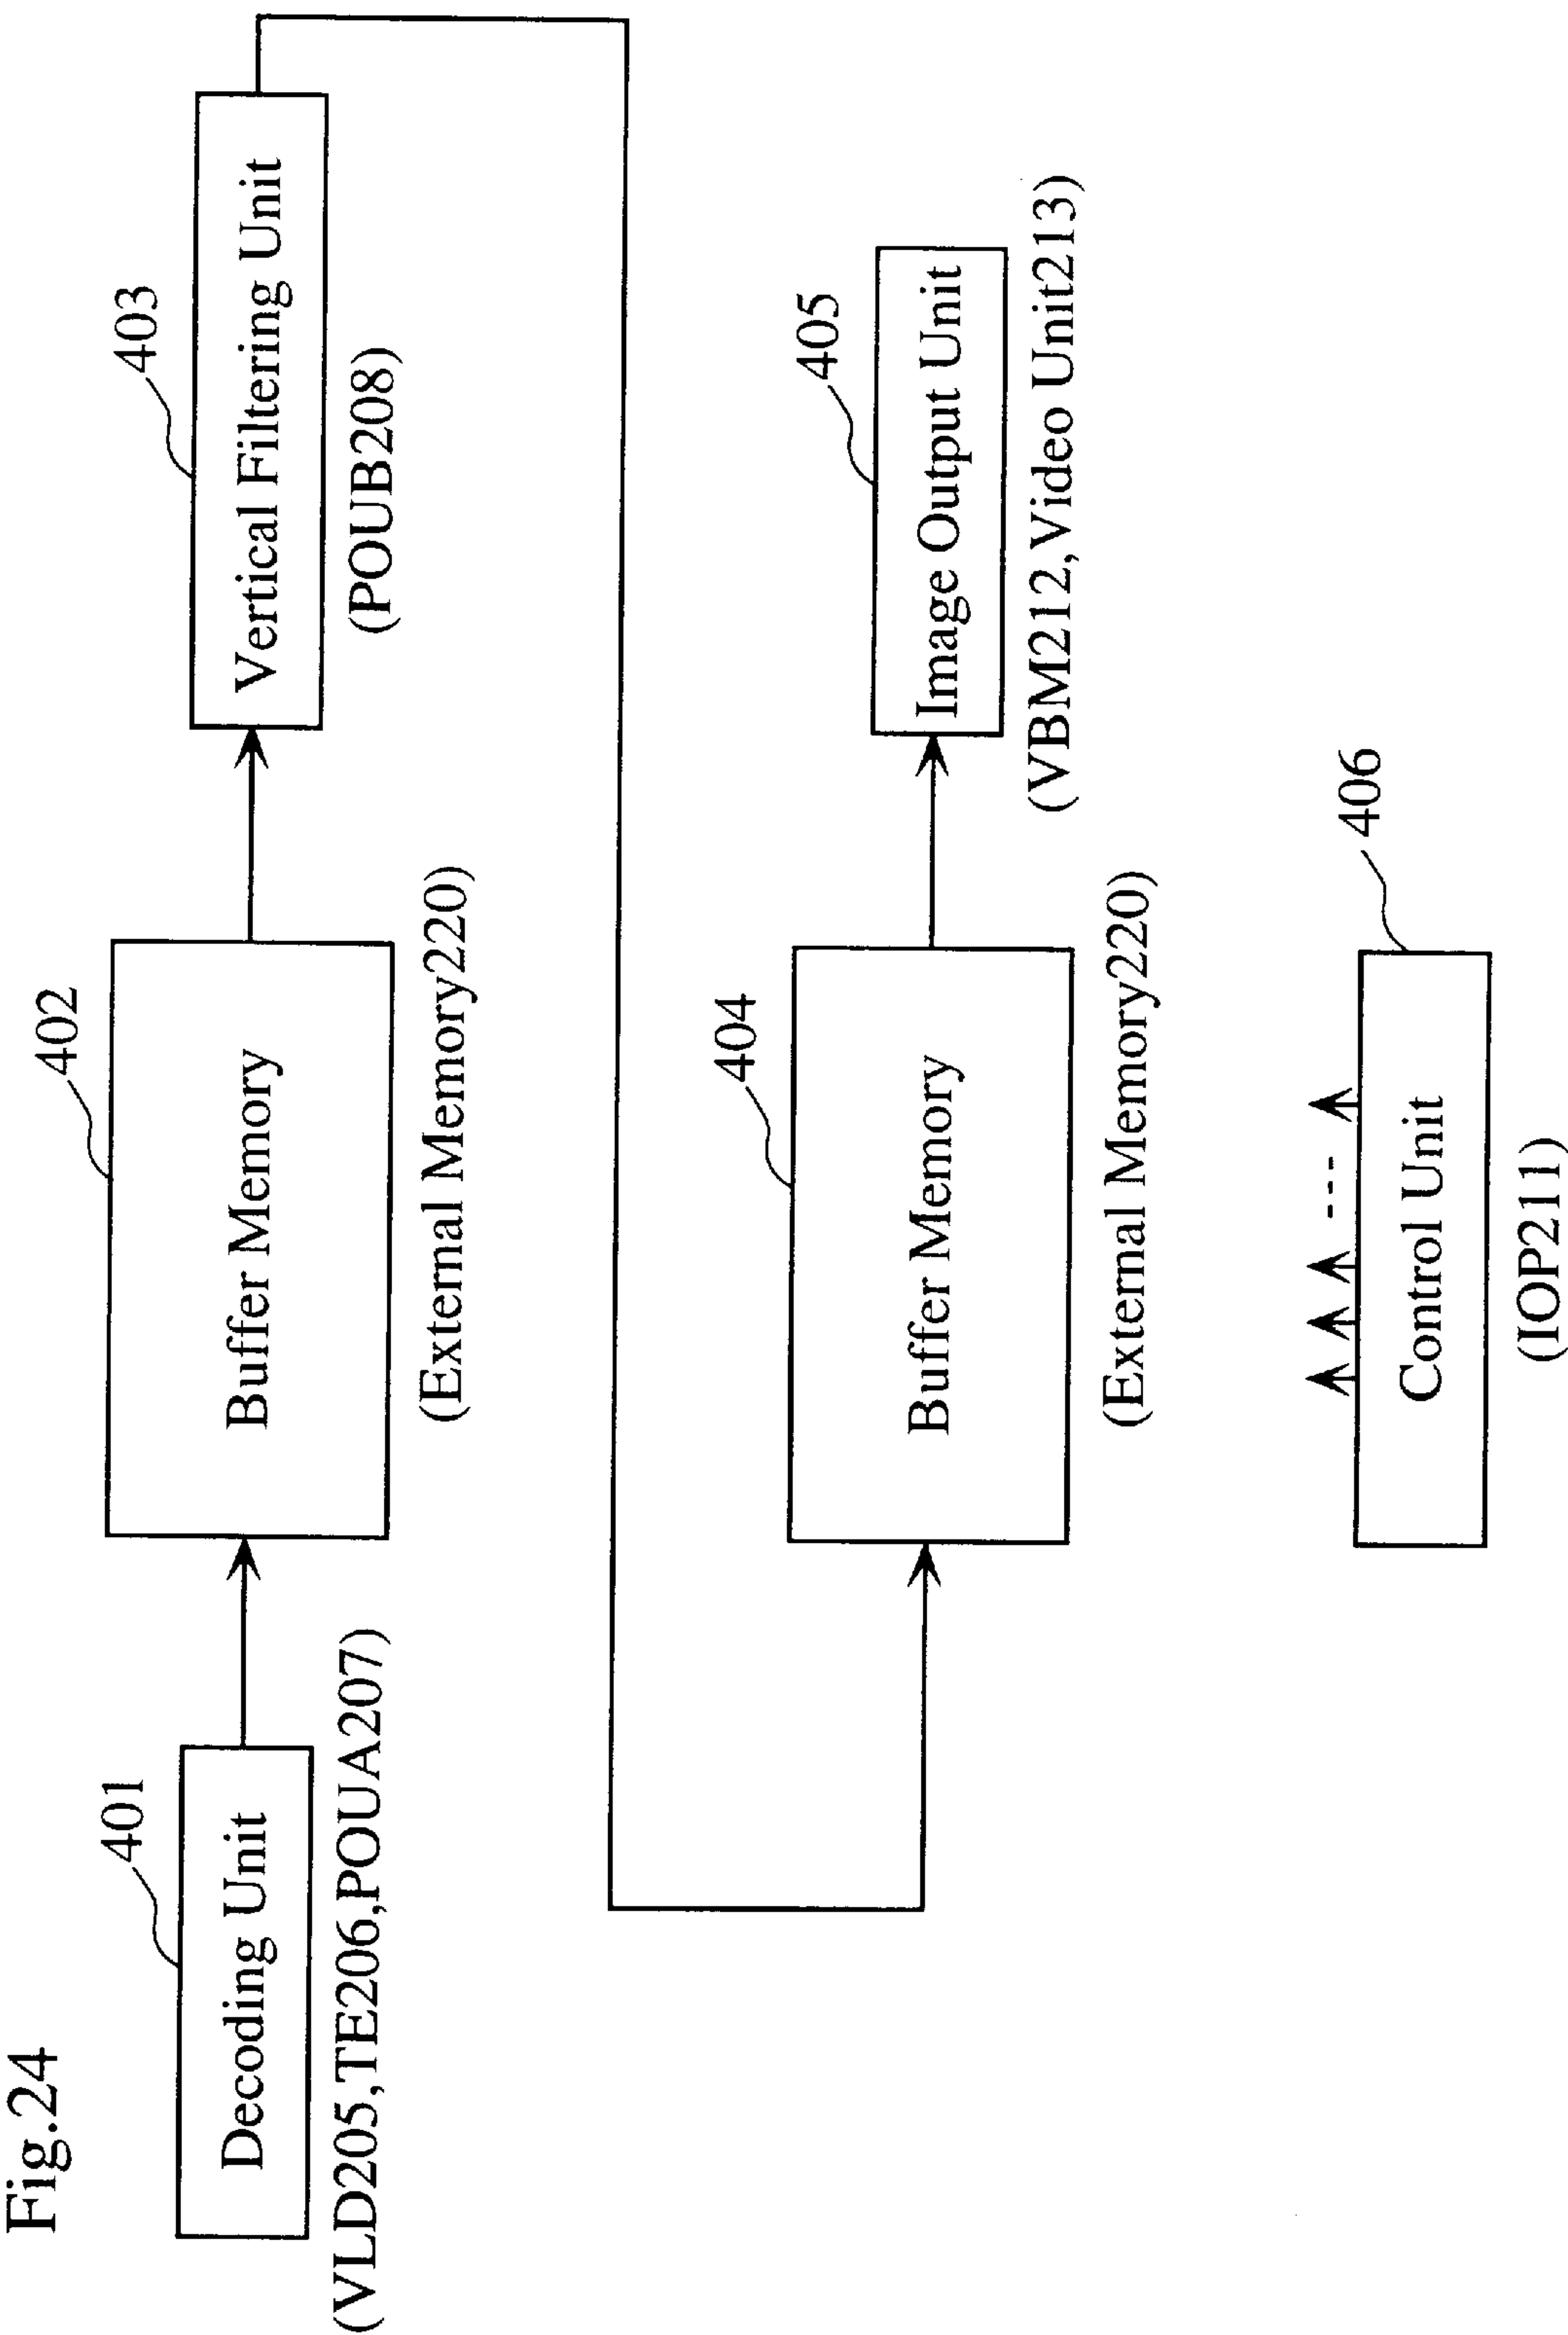 Fig.24
401
Decoding Unit
(VLD205,TE206,POUA207)
402
Buffer Memory
(External Memory220)
403
Vertical Filtering Unit
(POUB208)
404
Buffer Memory
(External Memory220)
405
Image Output Unit
(VBM212,Video Unit213)
406
Control Unit
(IOP211)